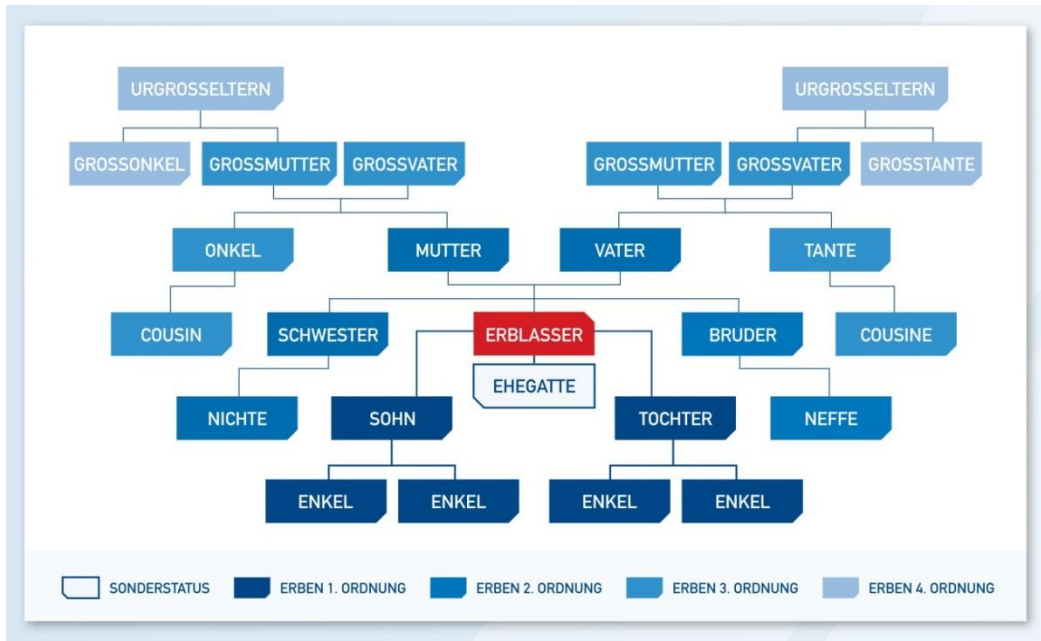 URGROSSELTERN URGROSSELTERN
GROSSONKEL GROSSMUTTER GROSSVATER GROSSMUTTER GROSSVATER GROSSTANTE
ONKEL MUTTER VATER TANTE
COUSIN SCHWESTER ERBLASSER BRUDER COUSINE
EHEGATTE
NICHTE SOHN TOCHTER NEFFE
ENKEL ENKEL ENKEL ENKEL
SONDERSTATUS ERBEN 1. ORDNUNG ERBEN 2. ORDNUNG ERBEN 3. ORDNUNG ERBEN 4. ORDNUNG